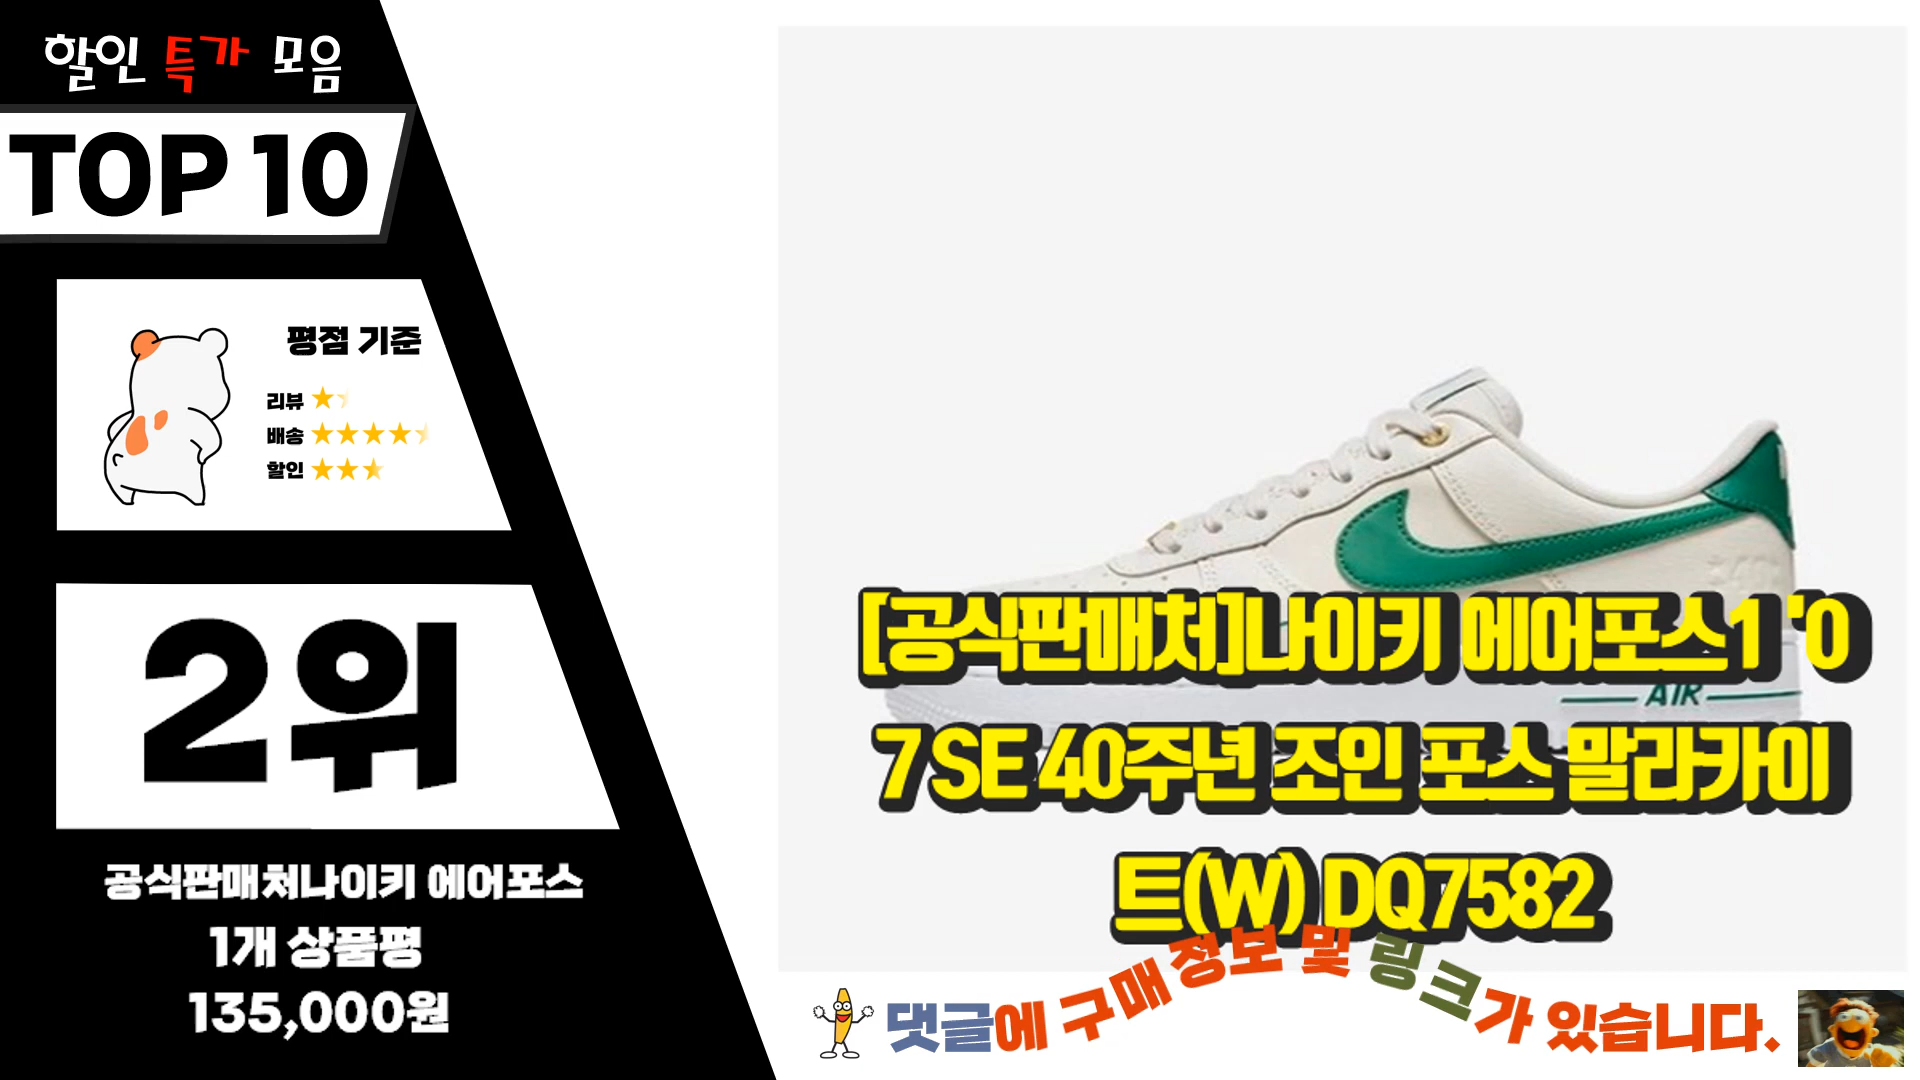 할인 특가 모음
TOP 10
평점 기준
리뷰
배송
할인
2위
공식판매처나이키 에어포스
1개 상품평
135,000원
AIR
[공식판매처]나이키 에어포스1 '0
7 SE 40주년 조인 포스 말라카이
트(W) DQ7582
댓글에 구매 정보 및 링크가 있습니다.